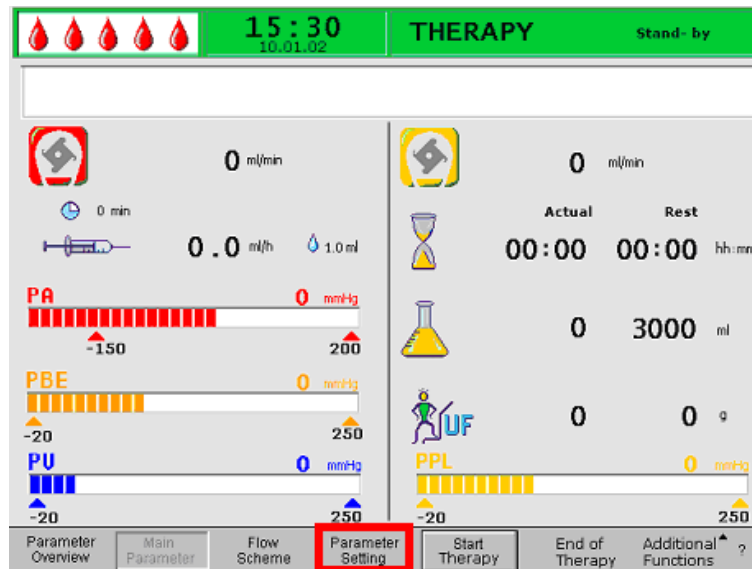 15:30 THERAPY Stand- by
10.01.02
0 ml/min 0 ml/min
0 min Actual Rest
0.0 ml/h 1.0 ml 00:00 00:00 hh:mm
PA 0 mmHg
-150 200
0 3000 ml
PBE 0 mmHg
-20 250
UF 0 0 g
PV 0 mmHg PPL 0 mmHg
-20 250 -20 250
Parameter Main Flow Parameter Start End of Additional ?
Overview Parameter Scheme Setting Therapy Therapy Functions